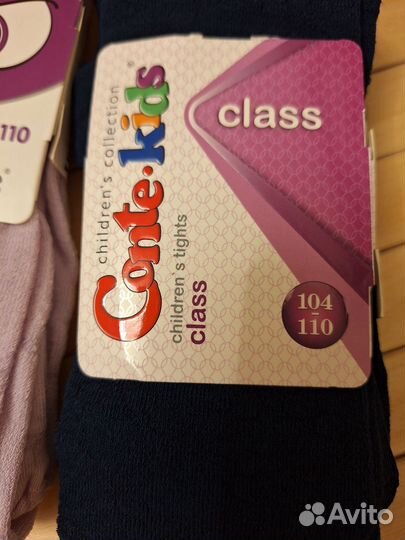 110
class
children's collection
Conte·kids®
children`s tights
class
104
-
110
Avito